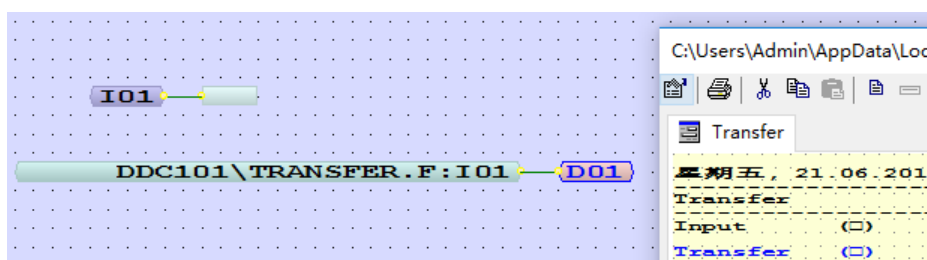 I01
DDC101\TRANSFER.F:I01
D01
C:\Users\Admin\AppData\Loc
Transfer
星期五, 21.06.201
Transfer
Input (□)
Transfer (□)